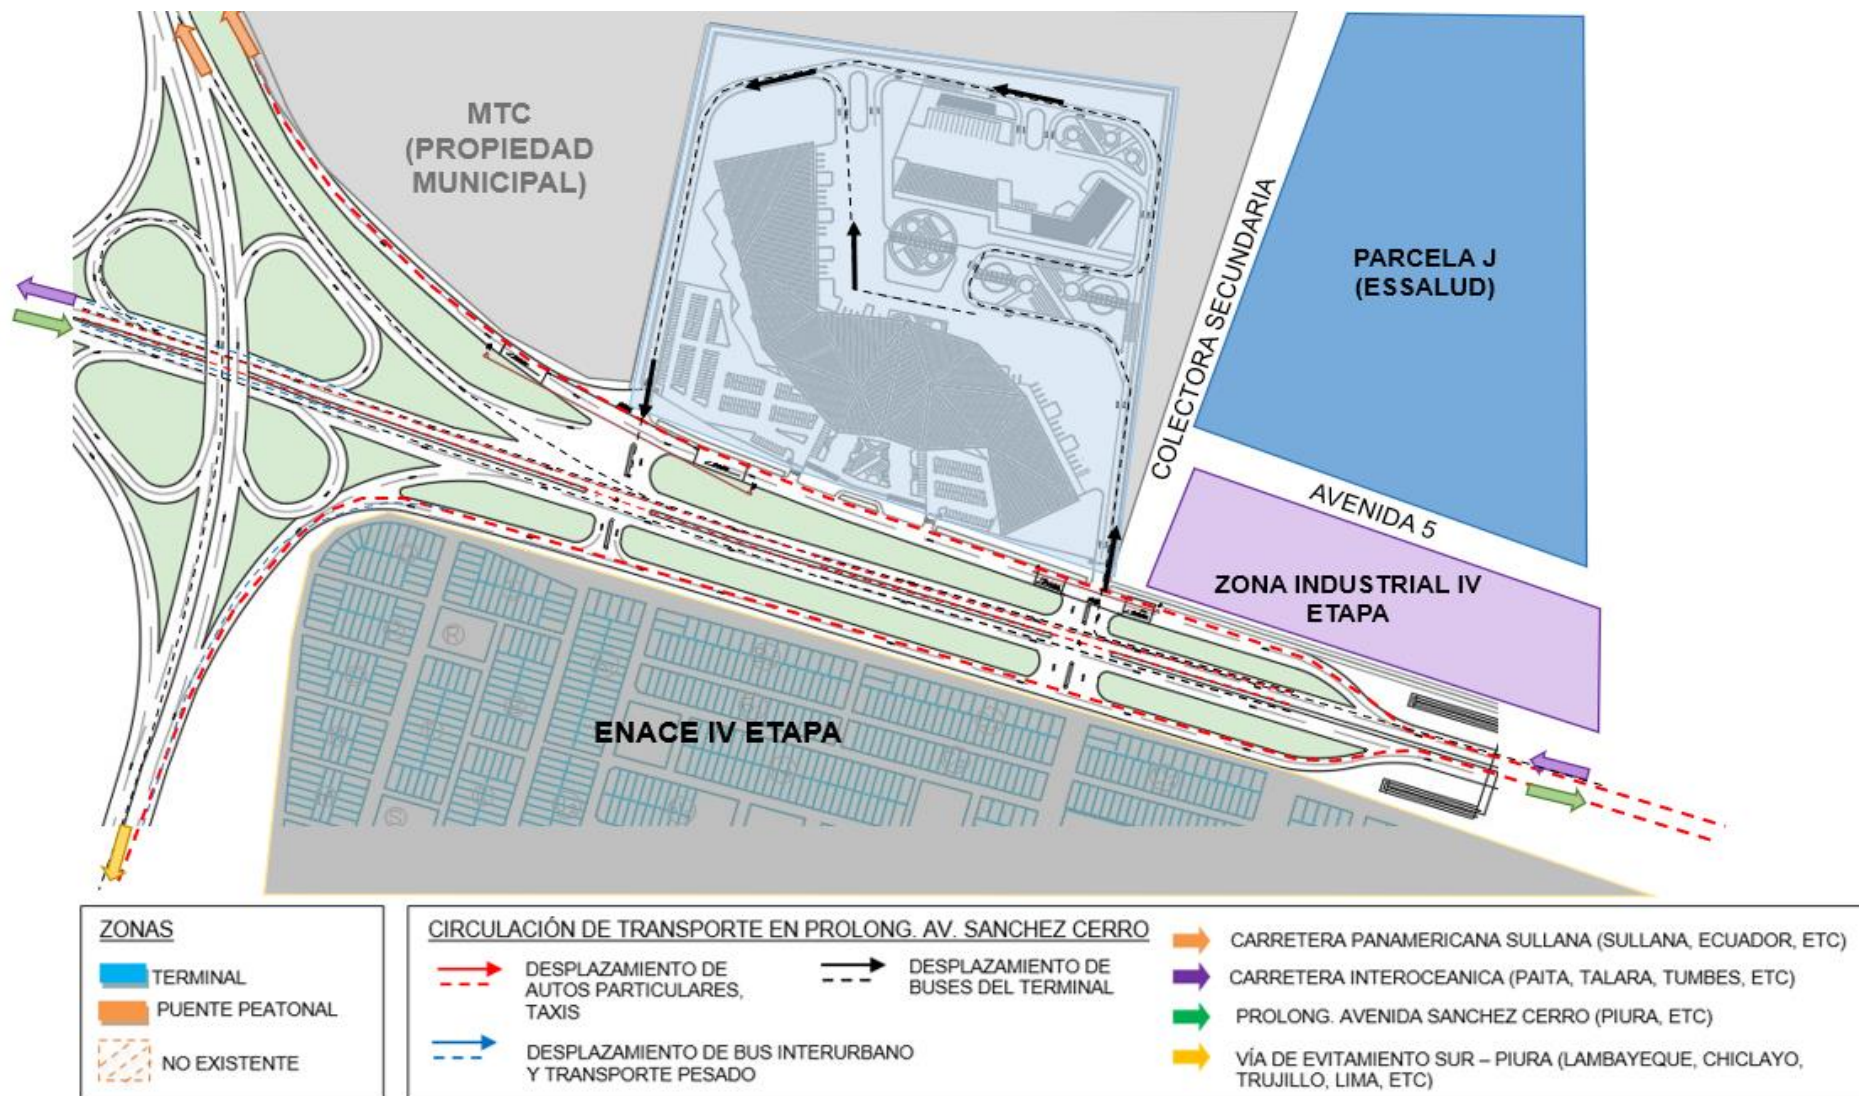 MTC
(PROPIEDAD
MUNICIPAL)
COLECTORA SECUNDARIA
PARCELA J
(ESSALUD)
AVENIDA 5
ZONA INDUSTRIAL IV
ETAPA
ENACE IV ETAPA
ZONAS
TERMINAL
PUENTE PEATONAL
NO EXISTENTE
CIRCULACIÓN DE TRANSPORTE EN PROLONG. AV. SANCHEZ CERRO
DESPLAZAMIENTO DE
AUTOS PARTICULARES,
TAXIS
DESPLAZAMIENTO DE
BUSES DEL TERMINAL
DESPLAZAMIENTO DE BUS INTERURBANO
Y TRANSPORTE PESADO
CARRETERA PANAMERICANA SULLANA (SULLANA, ECUADOR, ETC)
CARRETERA INTEROCEANICA (PAITA, TALARA, TUMBES, ETC)
PROLONG. AVENIDA SANCHEZ CERRO (PIURA, ETC)
VÍA DE EVITAMIENTO SUR – PIURA (LAMBAYEQUE, CHICLAYO,
TRUJILLO, LIMA, ETC)